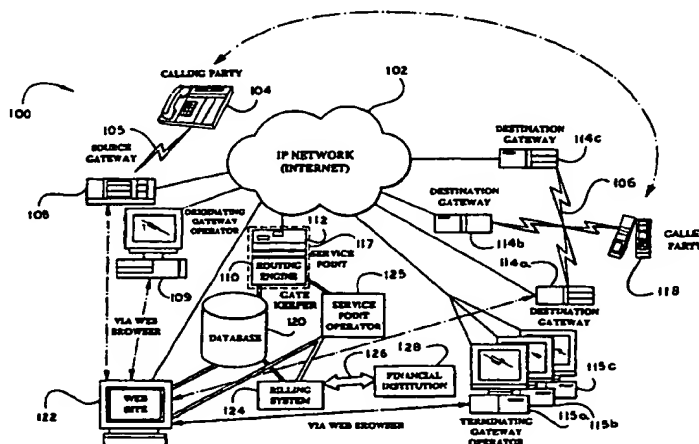 CALLING PARTY
104
102
100
105
SOURCE
GATEWAY
IP NETWORK
(INTERNET)
DESTINATION
GATEWAY
114c
106
108
DESTINATION
GATEWAY
114b
CALLED
PARTY
118
ORIGINATING GATEWAY
OPERATOR
109
112
117
SERVICE
POINT
110
ROUTING
ENGINE
GATE
KEEPER
125
SERVICE
POINT
OPERATOR
114a
DESTINATION
GATEWAY
VIA WEB
BROWSER
DATABASE
120
126
128
FINANCIAL
INSTITUTION
122
WEB
SITE
124
BILLING
SYSTEM
VIA WEB BROWSER
115c
115a
115b
TERMINATING GATEWAY
OPERATOR